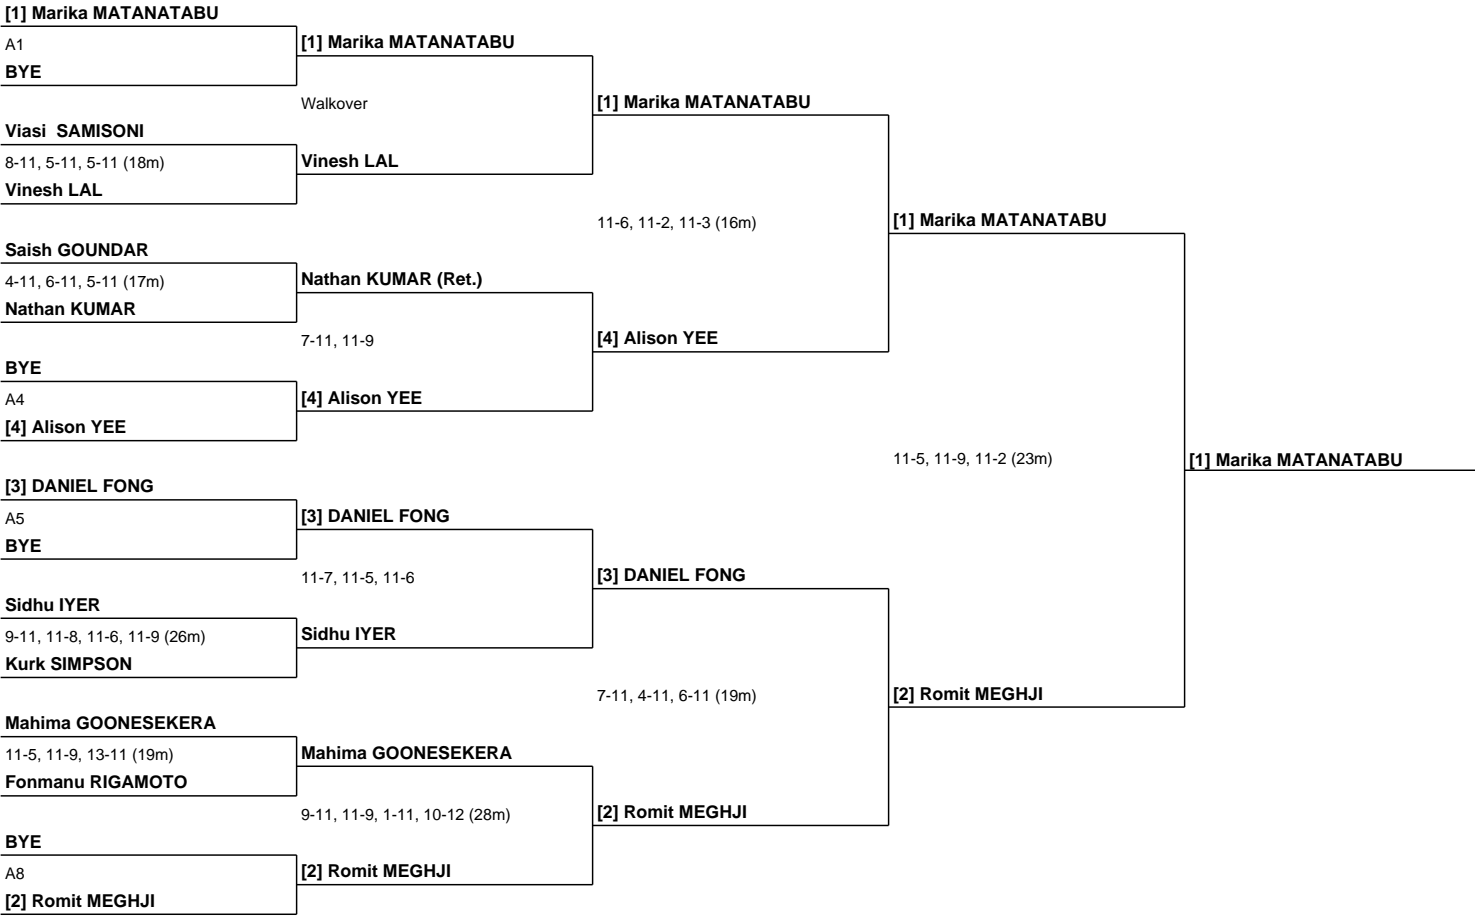 [1] Marika MATANATABU
A1
BYE
Viasi  SAMISONI
8-11, 5-11, 5-11 (18m)
Vinesh LAL
Saish GOUNDAR
4-11, 6-11, 5-11 (17m)
Nathan KUMAR
BYE
A4
[4] Alison YEE
[3] DANIEL FONG
A5
BYE
Sidhu IYER
9-11, 11-8, 11-6, 11-9 (26m)
Kurk SIMPSON
Mahima GOONESEKERA
11-5, 11-9, 13-11 (19m)
Fonmanu RIGAMOTO
BYE
A8
[2] Romit MEGHJI
[1] Marika MATANATABU
Walkover
Vinesh LAL
Nathan KUMAR (Ret.)
7-11, 11-9
[4] Alison YEE
[3] DANIEL FONG
11-7, 11-5, 11-6
Sidhu IYER
Mahima GOONESEKERA
9-11, 11-9, 1-11, 10-12 (28m)
[2] Romit MEGHJI
[1] Marika MATANATABU
11-6, 11-2, 11-3 (16m)
[4] Alison YEE
[3] DANIEL FONG
7-11, 4-11, 6-11 (19m)
[2] Romit MEGHJI
[1] Marika MATANATABU
11-5, 11-9, 11-2 (23m)
[2] Romit MEGHJI
[1] Marika MATANATABU